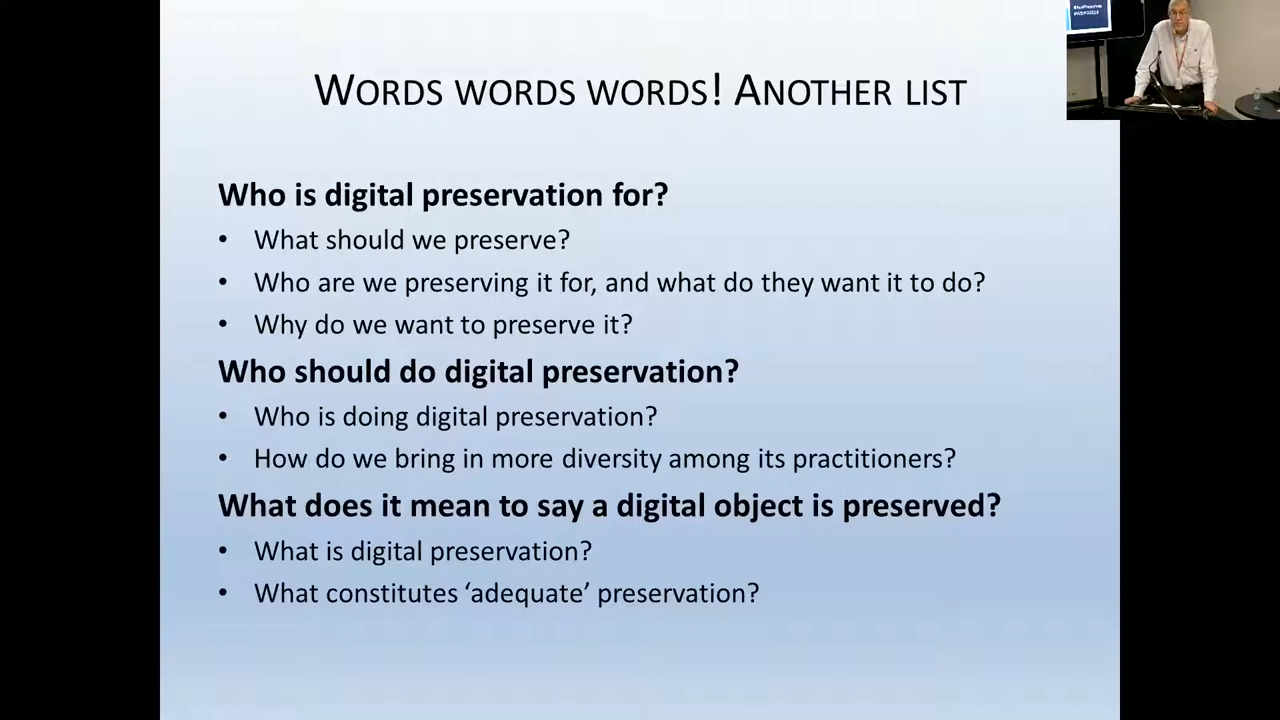 WORDS WORDS WORDS! ANOTHER LIST
Who is digital preservation for?
• What should we preserve?
• Who are we preserving it for, and what do they want it to do?
• Why do we want to preserve it?
Who should do digital preservation?
• Who is doing digital preservation?
• How do we bring in more diversity among its practitioners?
What does it mean to say a digital object is preserved?
• What is digital preservation?
• What constitutes ‘adequate’ preservation?